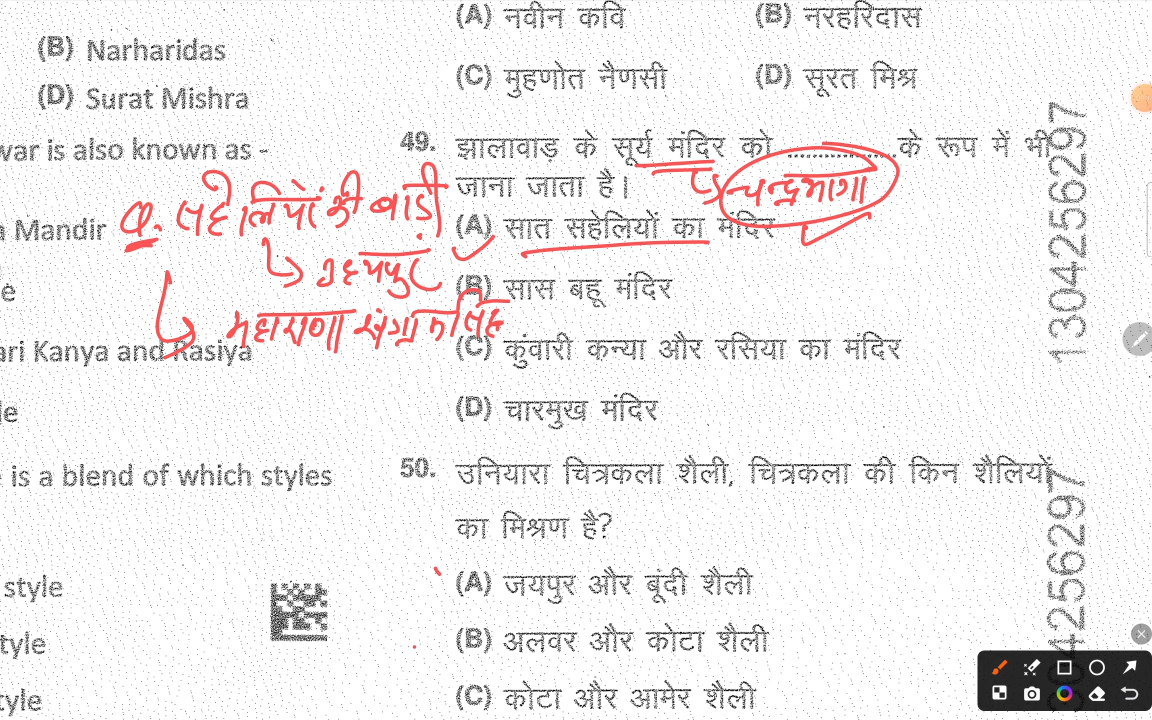 (A) नवीन कवि
(B) नरहरिदास
(B) Narharidas
(C) मुहणोत नैणसी
(D) सूरत मिश्र
(D) Surat Mishra
49. झालावाड़ के सूर्य मंदिर को .................... के रूप में भी
war is also known as -
जाना जाता है।
चन्द्रभागा
Q. सहेलियों की बाड़ी
a Mandir
(A) सात सहेलियों का मंदिर
उदयपुर
e
(B) सास बहू मंदिर
महाराणा संग्राम सिंह
ari Kanya and Rasiya
(C) कुंवारी कन्या और रसिया का मंदिर
le
(D) चारमुख मंदिर
e is a blend of which styles
50. उनियारा चित्रकला शैली, चित्रकला की किन शैलियों
का मिश्रण है?
style
(A) जयपुर और बूंदी शैली
tyle
(B) अलवर और कोटा शैली
tyle
(C) कोटा और आमेर शैली
1304256297
4256297